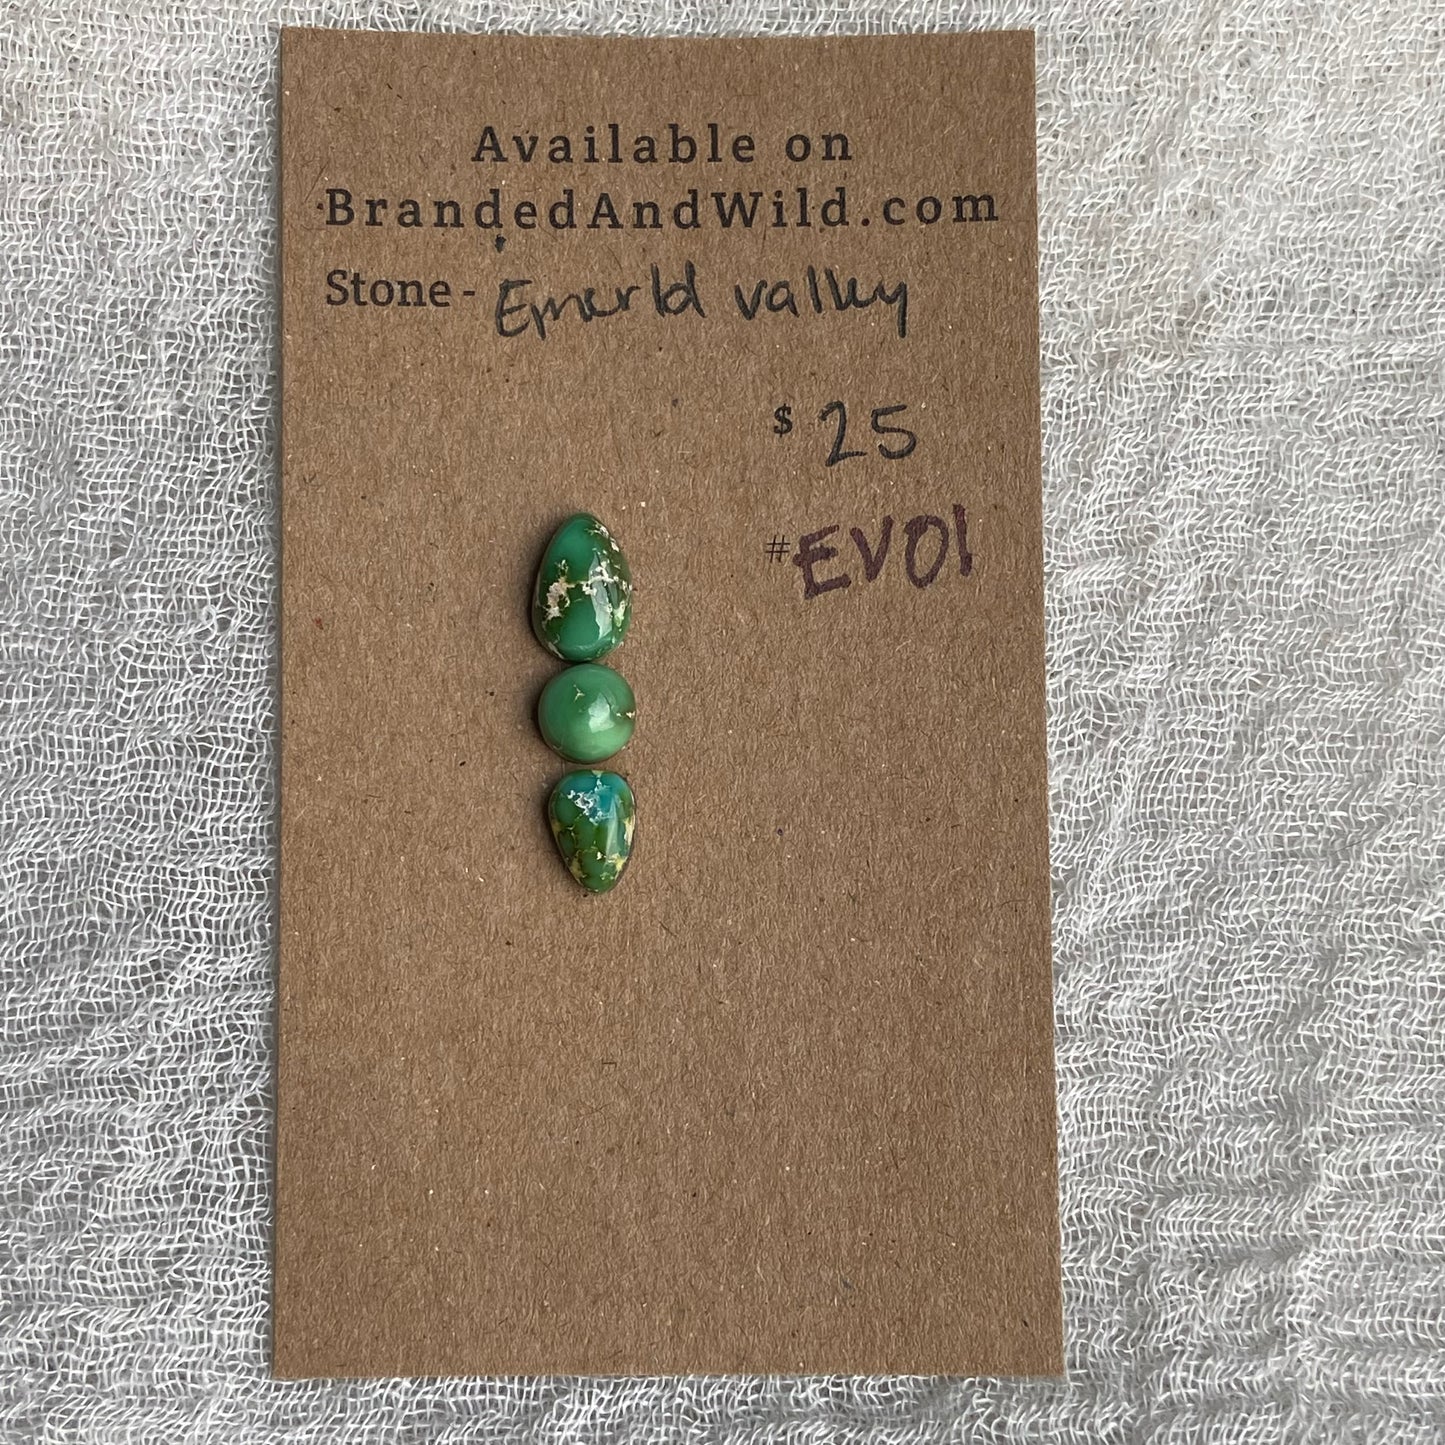 Available on
BrandedAndWild.com
Stone - Emerld valley
$ 25
#EV01